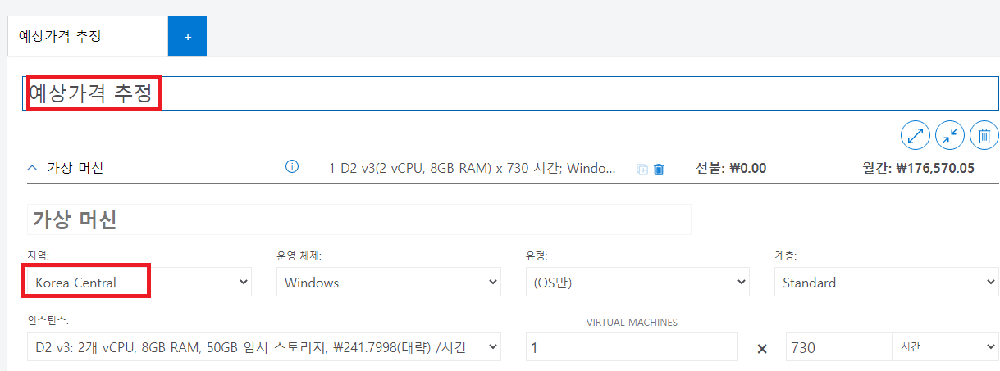 예상가격 추정 +
예상가격 추정
가상 머신 1 D2 v3(2 vCPU, 8GB RAM) x 730 시간; Windo... 선불: ₩0.00 월간: ₩176,570.05
가상 머신
지역: 운영 체제: 유형: 계층:
Korea Central Windows (OS만) Standard
인스턴스: VIRTUAL MACHINES
D2 v3: 2개 vCPU, 8GB RAM, 50GB 임시 스토리지, ₩241.7998(대략) /시간 1 × 730 시간